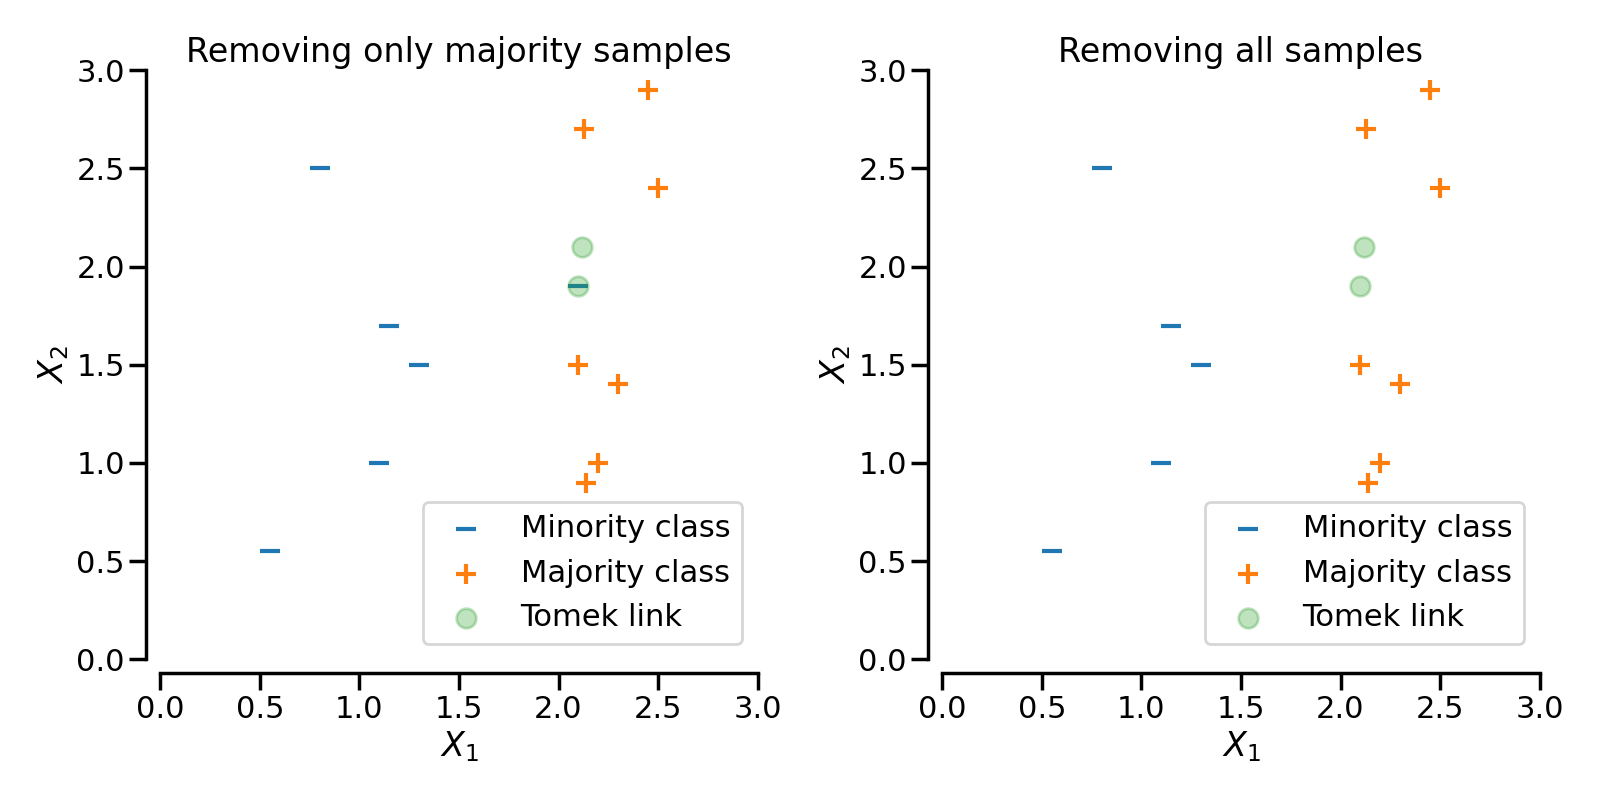 Removing only majority samples
3.0
2.5
2.0
1.5
1.0
0.5
0.0
X₂
Minority class
Majority class
Tomek link
0.0 0.5 1.0 1.5 2.0 2.5 3.0
X₁
Removing all samples
3.0
2.5
2.0
1.5
1.0
0.5
0.0
X₂
Minority class
Majority class
Tomek link
0.0 0.5 1.0 1.5 2.0 2.5 3.0
X₁